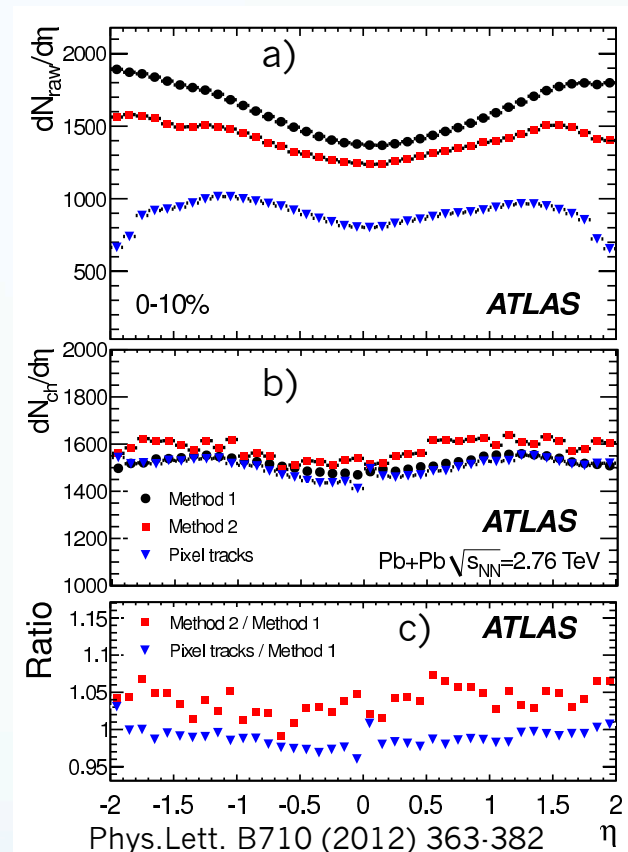 a)
dN_raw/dη
2000
1500
1000
500
0-10% ATLAS
b)
dN_ch/dη
2000
1800
1600
1400
1200
1000
Method 1
Method 2
Pixel tracks
ATLAS
Pb+Pb √s_NN=2.76 TeV
c)
Ratio
1.15
1.1
1.05
1
0.95
Method 2 / Method 1
Pixel tracks / Method 1
ATLAS
-2 -1.5 -1 -0.5 0 0.5 1 1.5 2
η
Phys.Lett. B710 (2012) 363-382